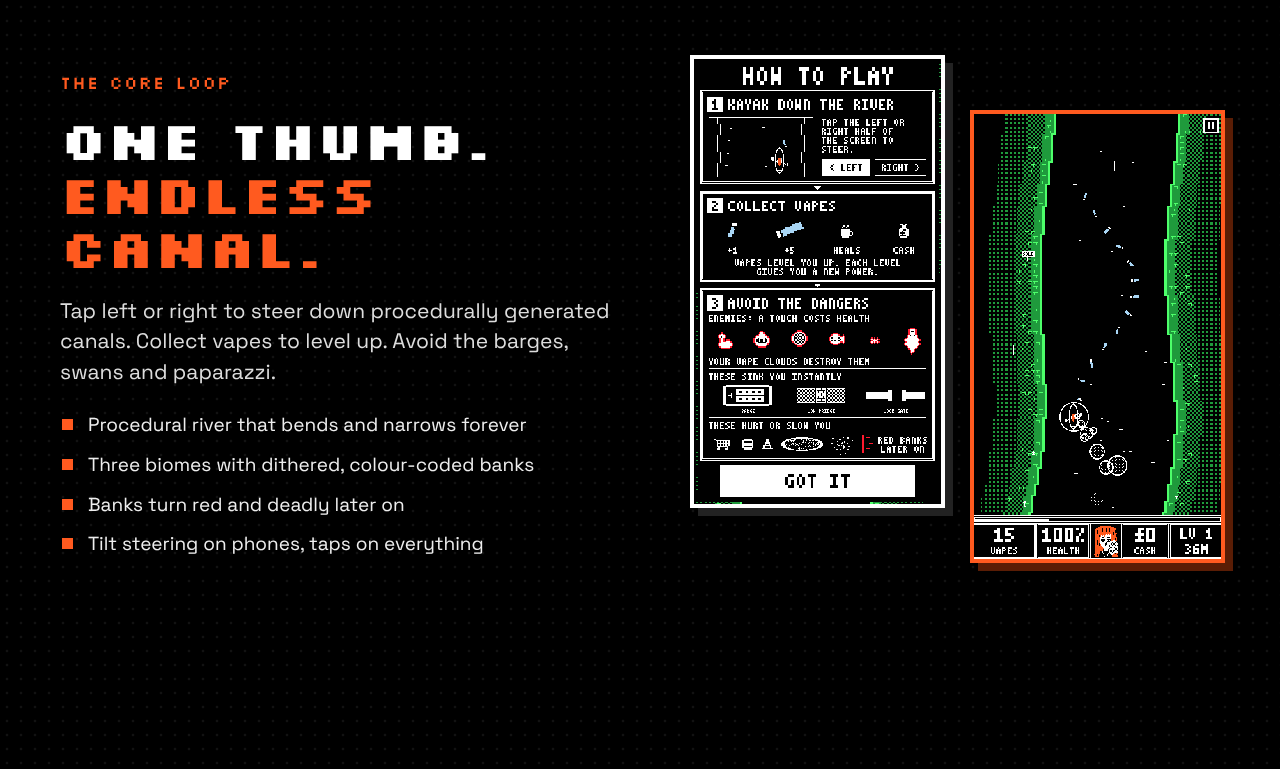 THE CORE LOOP
ONE THUMB.
ENDLESS
CANAL.
Tap left or right to steer down procedurally generated
canals. Collect vapes to level up. Avoid the barges,
swans and paparazzi.
Procedural river that bends and narrows forever
Three biomes with dithered, colour-coded banks
Banks turn red and deadly later on
Tilt steering on phones, taps on everything
HOW TO PLAY
1 KAYAK DOWN THE RIVER
TAP THE LEFT OR
RIGHT HALF OF
THE SCREEN TO
STEER.
< LEFT RIGHT >
2 COLLECT VAPES
+1 +5 HEALS CASH
VAPES LEVEL YOU UP. EACH LEVEL
GIVES YOU A NEW POWER.
3 AVOID THE DANGERS
ENEMIES: A TOUCH COSTS HEALTH
YOUR VAPE CLOUDS DESTROY THEM
THESE SINK YOU INSTANTLY
BARGE LOW BRIDGE LOCK GATE
THESE HURT OR SLOW YOU
RED BANKS
LATER ON
GOT IT
15 100% £0 LV 1
VAPES HEALTH CASH 36M